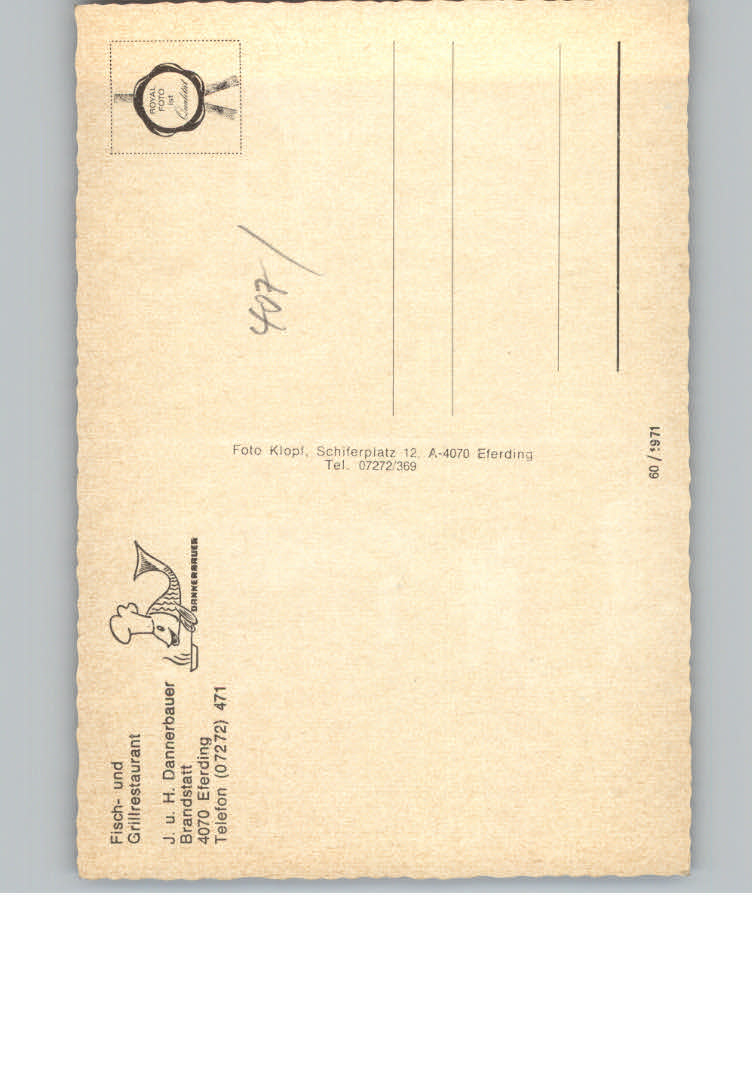 Fisch- und
Grillrestaurant
J. u. H. Dannerbauer
Brandstatt
4070 Eferding
Telefon (07272) 471
DANNERBAUER
Foto Klopf, Schiferplatz 12, A-4070 Eferding
Tel. 07272/369
ROYAL
FOTO
ist
Qualität
407/
60/1971